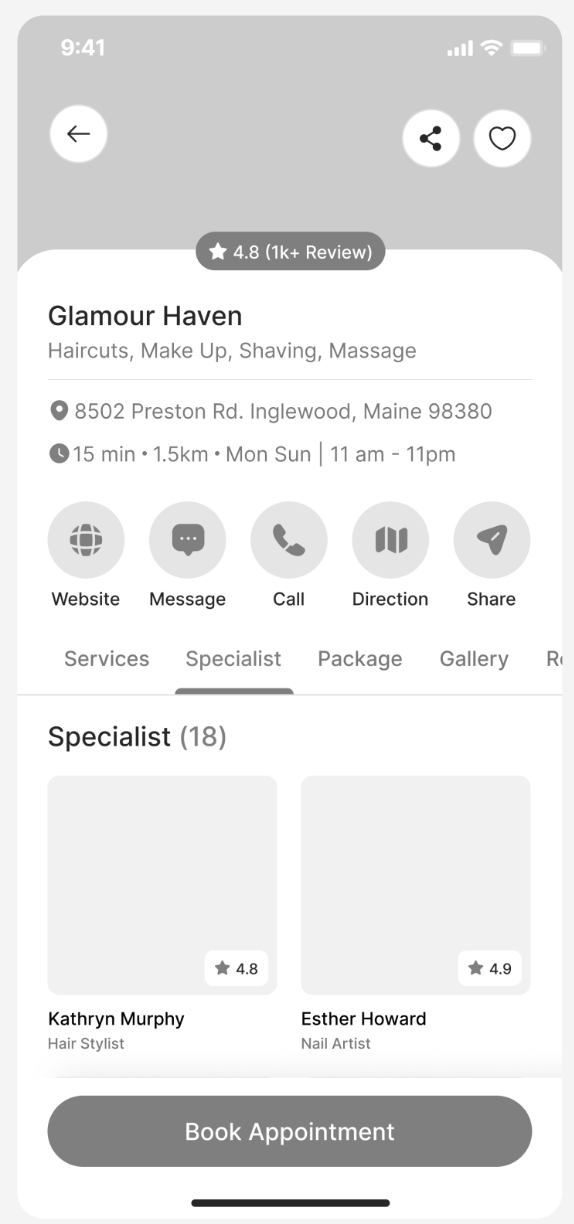 9:41
4.8 (1k+ Review)
Glamour Haven
Haircuts, Make Up, Shaving, Massage
8502 Preston Rd. Inglewood, Maine 98380
15 min • 1.5km • Mon Sun | 11 am - 11pm
Website Message Call Direction Share
Services Specialist Package Gallery
Specialist (18)
4.8 4.9
Kathryn Murphy Esther Howard
Hair Stylist Nail Artist
Book Appointment